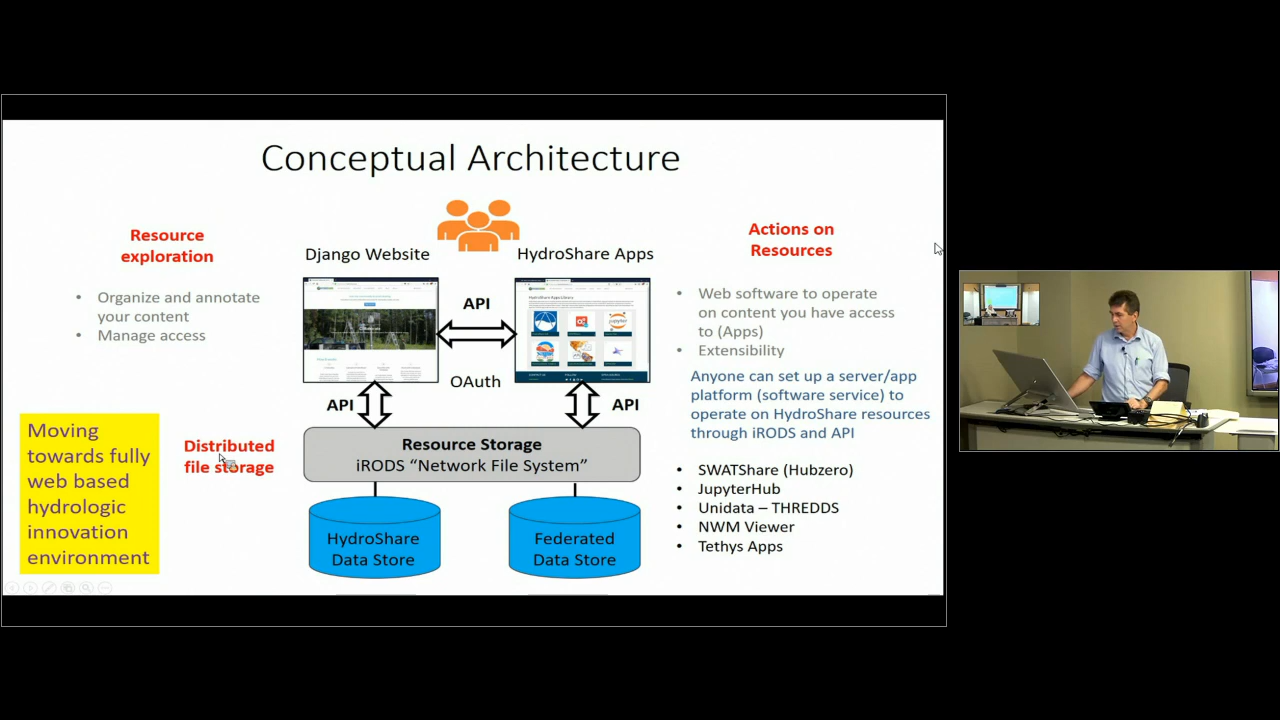 Conceptual Architecture
Resource
exploration
• Organize and annotate
your content
• Manage access
Moving
towards fully
web based
hydrologic
innovation
environment
Distributed
file storage
Django Website
HydroShare Apps
API
OAuth
API
API
Resource Storage
iRODS “Network File System”
HydroShare
Data Store
Federated
Data Store
Actions on
Resources
• Web software to operate
on content you have access
to (Apps)
• Extensibility
Anyone can set up a server/app
platform (software service) to
operate on HydroShare resources
through iRODS and API
• SWATShare (Hubzero)
• JupyterHub
• Unidata – THREDDS
• NWM Viewer
• Tethys Apps